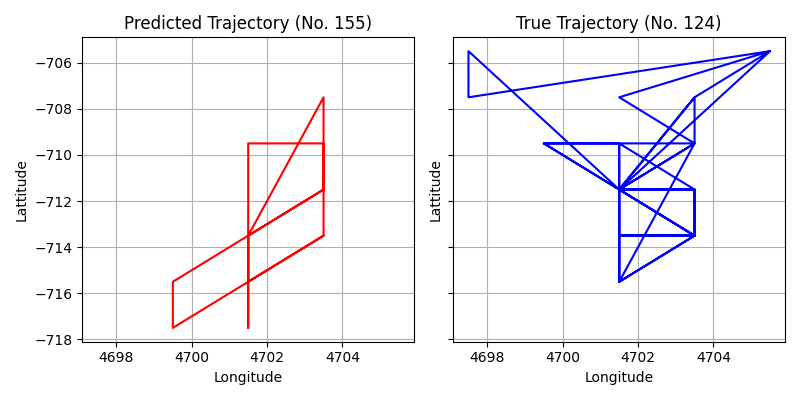 Predicted Trajectory (No. 155)
True Trajectory (No. 124)
−706
−708
−710
−712
−714
−716
−718
Lattitude
Lattitude
4698
4700
4702
4704
4698
4700
4702
4704
Longitude
Longitude